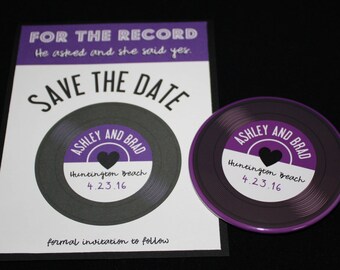 FOR THE RECORD
He asked and she said yes.
SAVE THE DATE
ASHLEY AND BRAD
Huntington Beach
4.23.16
formal invitation to follow
ASHLEY AND BRAD
Huntington Beach
4.23.16